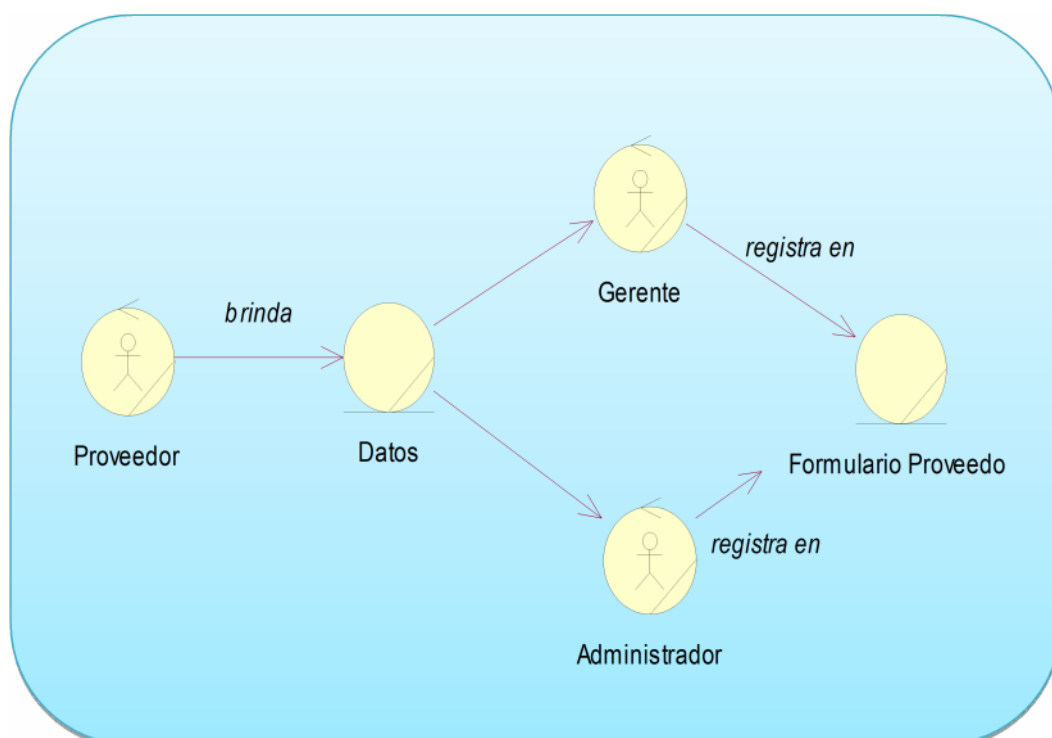 registra en
Gerente
brinda
Proveedor
Datos
Formulario Proveedo
registra en
Administrador